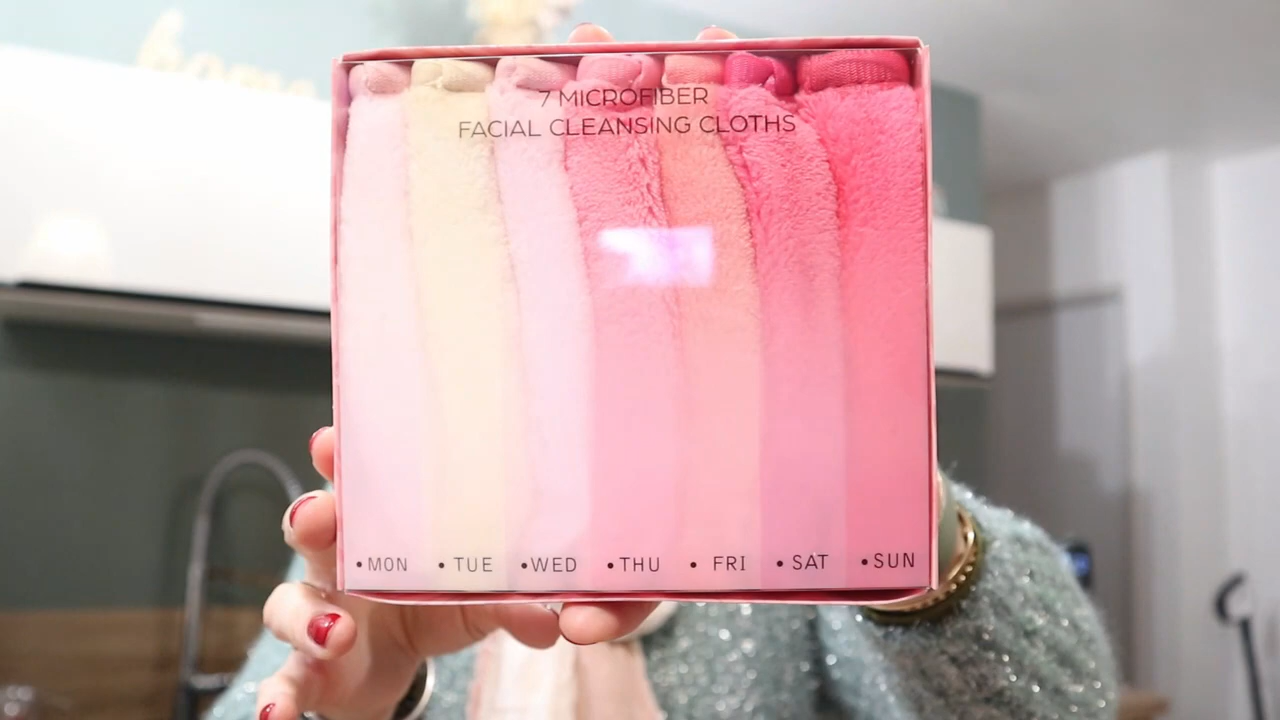 7 MICROFIBER
FACIAL CLEANSING CLOTHS
•MON • TUE •WED •THU • FRI •SAT •SUN